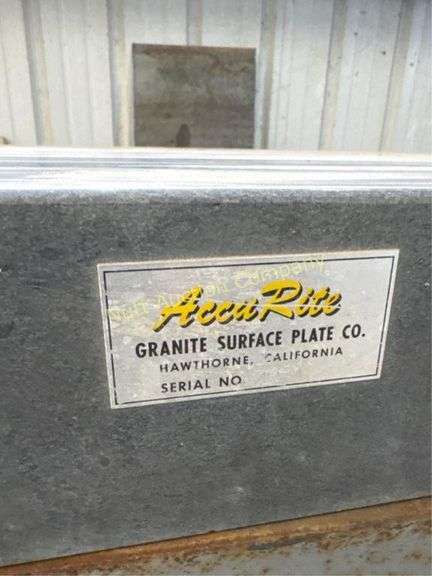 AccuRite
GRANITE SURFACE PLATE CO.
HAWTHORNE, CALIFORNIA
SERIAL NO